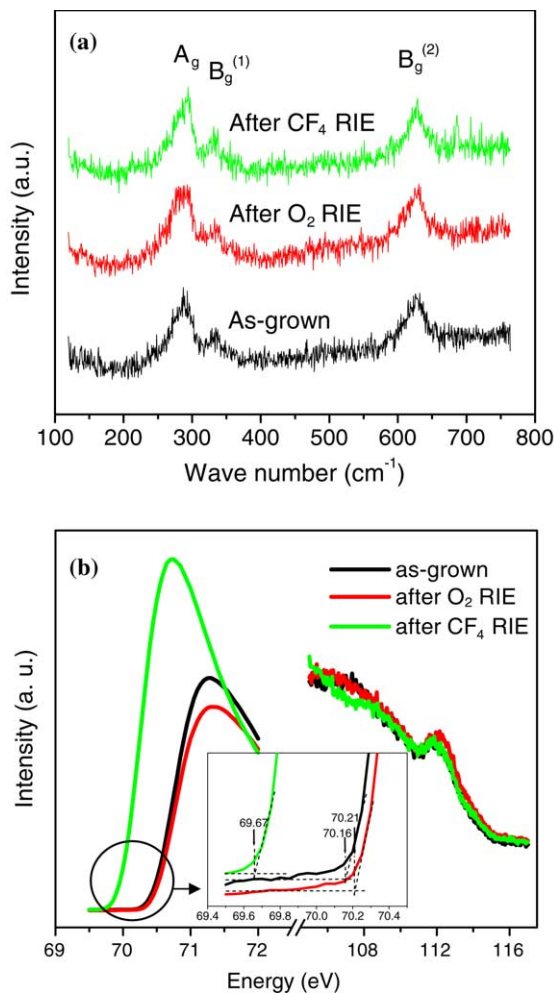 (a)
A_g
B_g^(1)
B_g^(2)
After CF₄ RIE
After O₂ RIE
As-grown
Intensity (a.u.)
100 200 300 400 500 600 700 800
Wave number (cm⁻¹)
(b)
as-grown
after O₂ RIE
after CF₄ RIE
Intensity (a. u.)
69.67
70.21
70.16
69.4 69.6 69.8 70.0 70.2 70.4
69 70 71 72 108 112 116
Energy (eV)